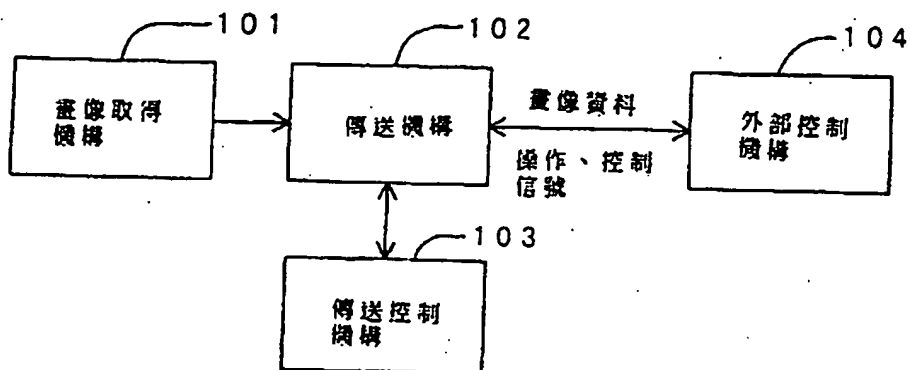 101
102
104
畫像取得
機構
傳送機構
畫像資料
操作、控制
信號
外部控制
機構
103
傳送控制
機構